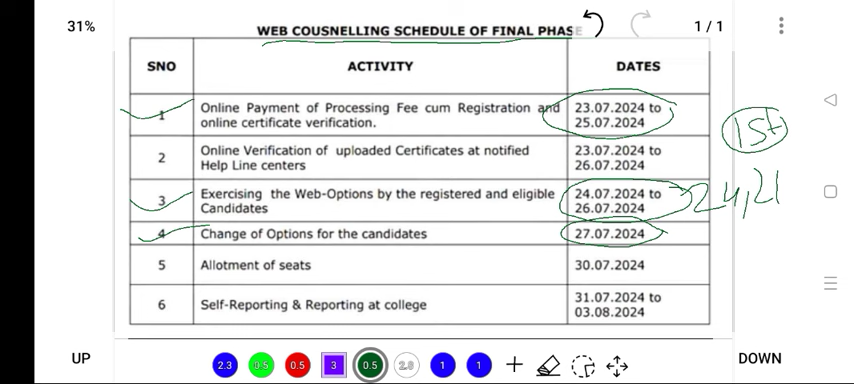 31%
WEB COUSNELLING SCHEDULE OF FINAL PHASE
1/1
SNO ACTIVITY DATES
1 Online Payment of Processing Fee cum Registration and online certificate verification. 23.07.2024 to 25.07.2024
1st
2 Online Verification of uploaded Certificates at notified Help Line centers 23.07.2024 to 26.07.2024
3 Exercising the Web-Options by the registered and eligible Candidates 24.07.2024 to 26.07.2024
4 Change of Options for the candidates 27.07.2024
5 Allotment of seats 30.07.2024
6 Self-Reporting & Reporting at college 31.07.2024 to 03.08.2024
UP 2.3 0.5 0.5 3 0.5 2.0 1 1 DOWN